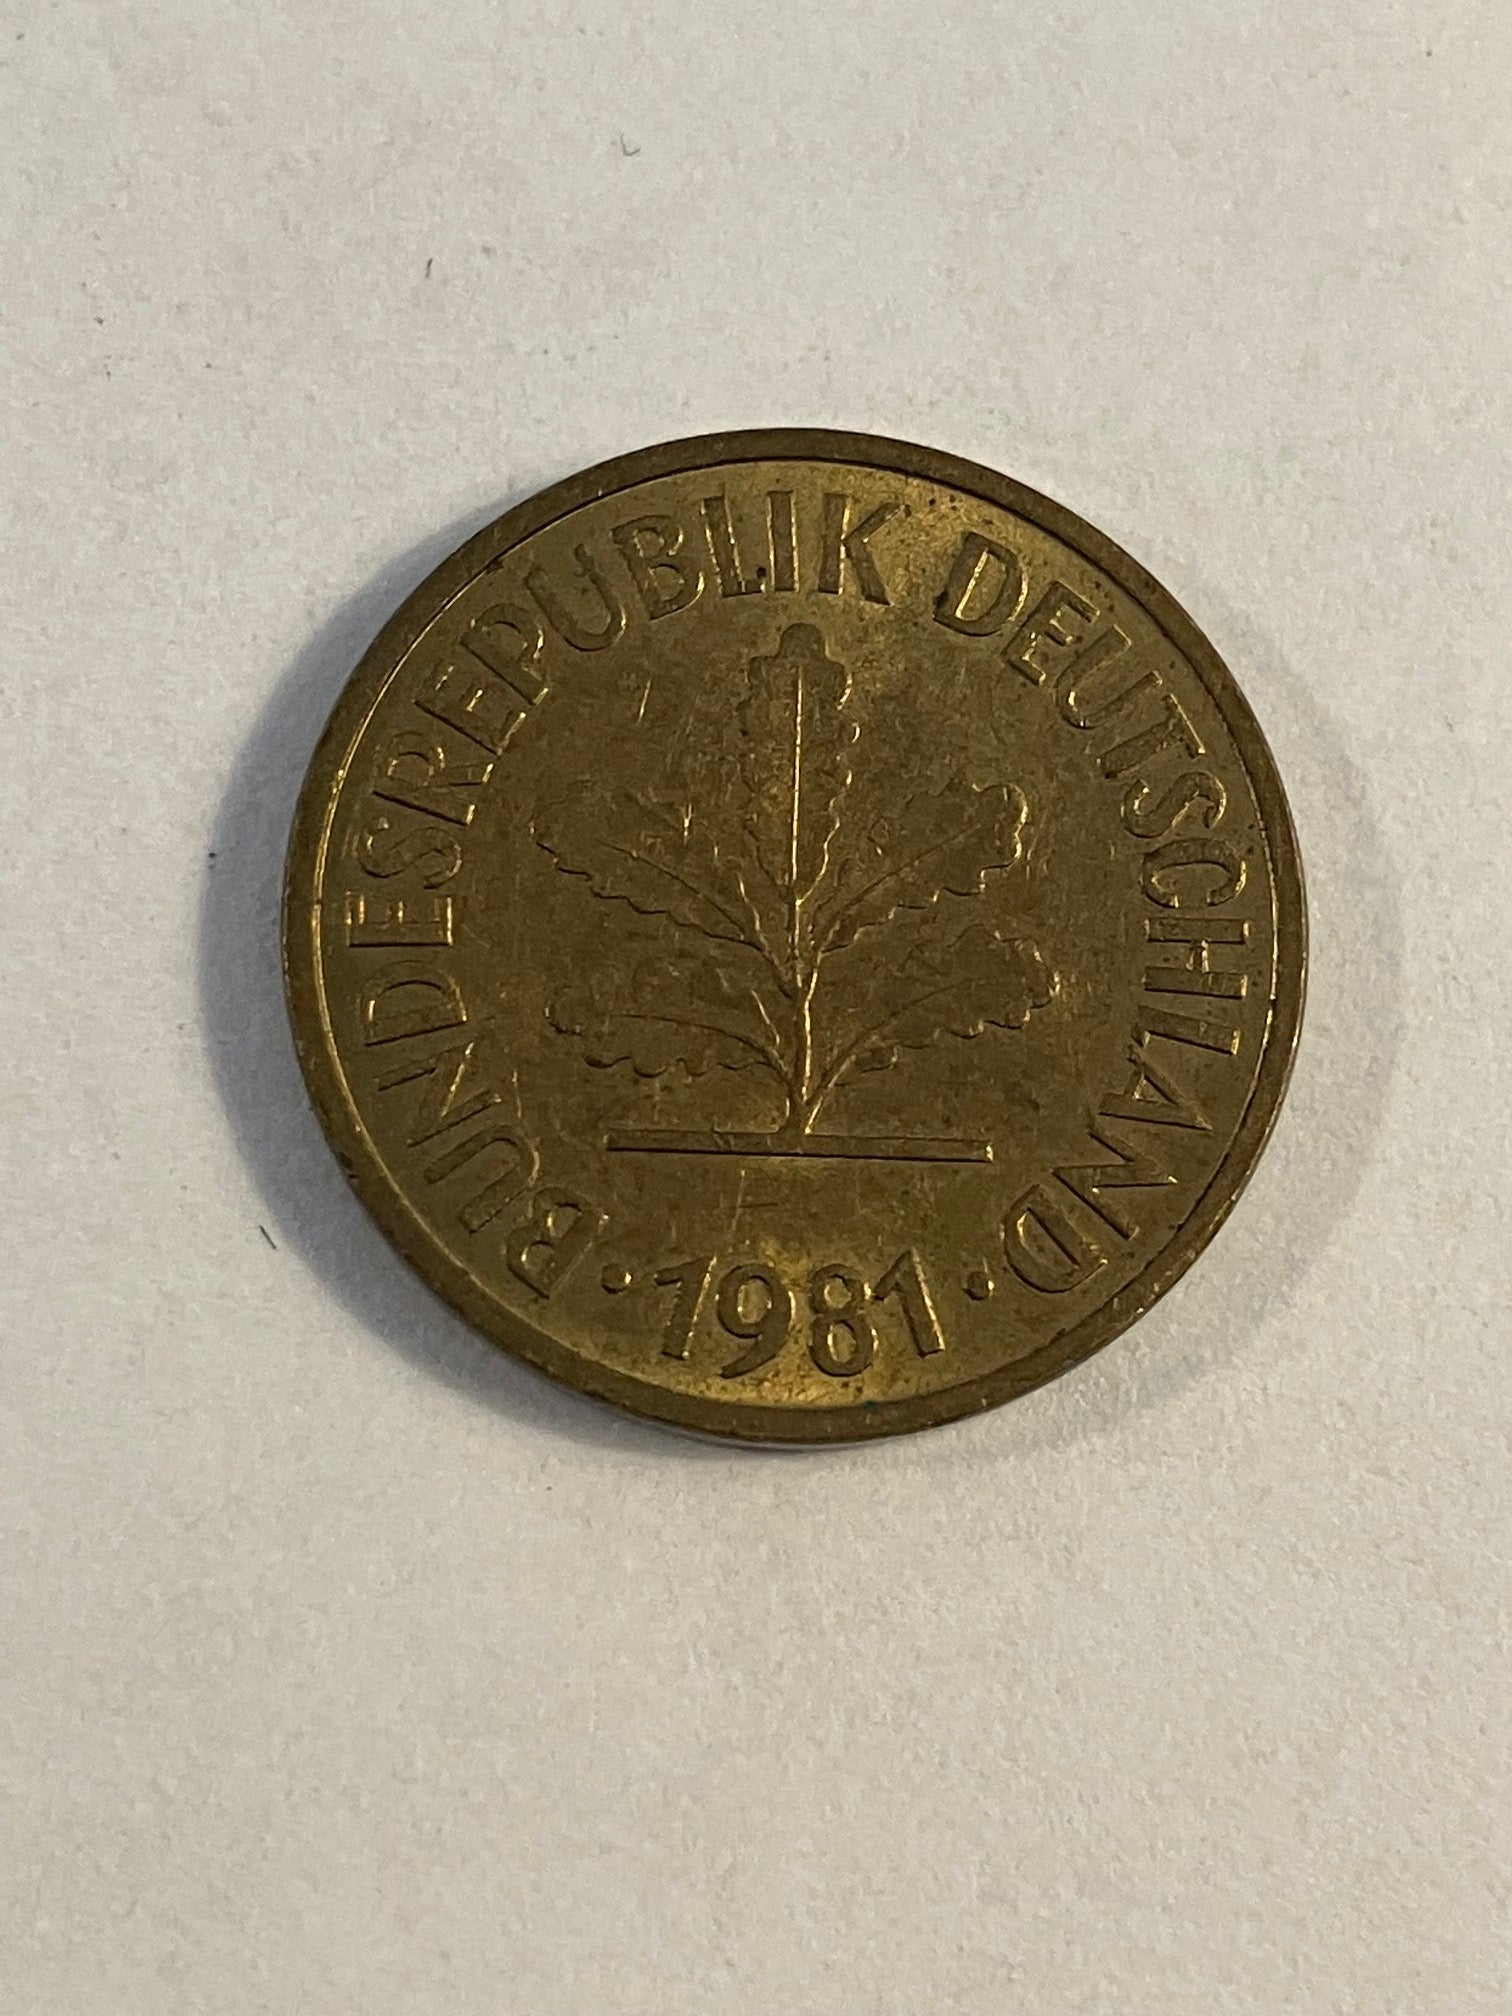 BUNDESREPUBLIK DEUTSCHLAND
· 1981 ·